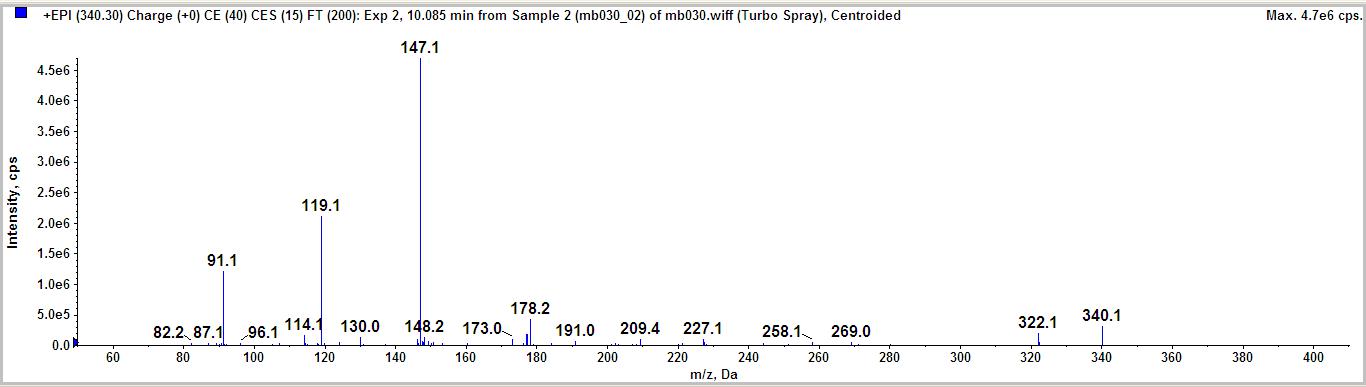 +EPI (340.30) Charge (+0) CE (40) CES (15) FT (200): Exp 2, 10.085 min from Sample 2 (mb030_02) of mb030.wiff (Turbo Spray), Centroided
Max. 4.7e6 cps.
147.1
4.5e6
4.0e6
3.5e6
3.0e6
2.5e6
2.0e6
1.5e6
1.0e6
5.0e5
0.0
Intensity, cps
119.1
91.1
82.2
87.1
96.1
114.1
130.0
148.2
173.0
178.2
191.0
209.4
227.1
258.1
269.0
322.1
340.1
60 80 100 120 140 160 180 200 220 240 260 280 300 320 340 360 380 400
m/z, Da